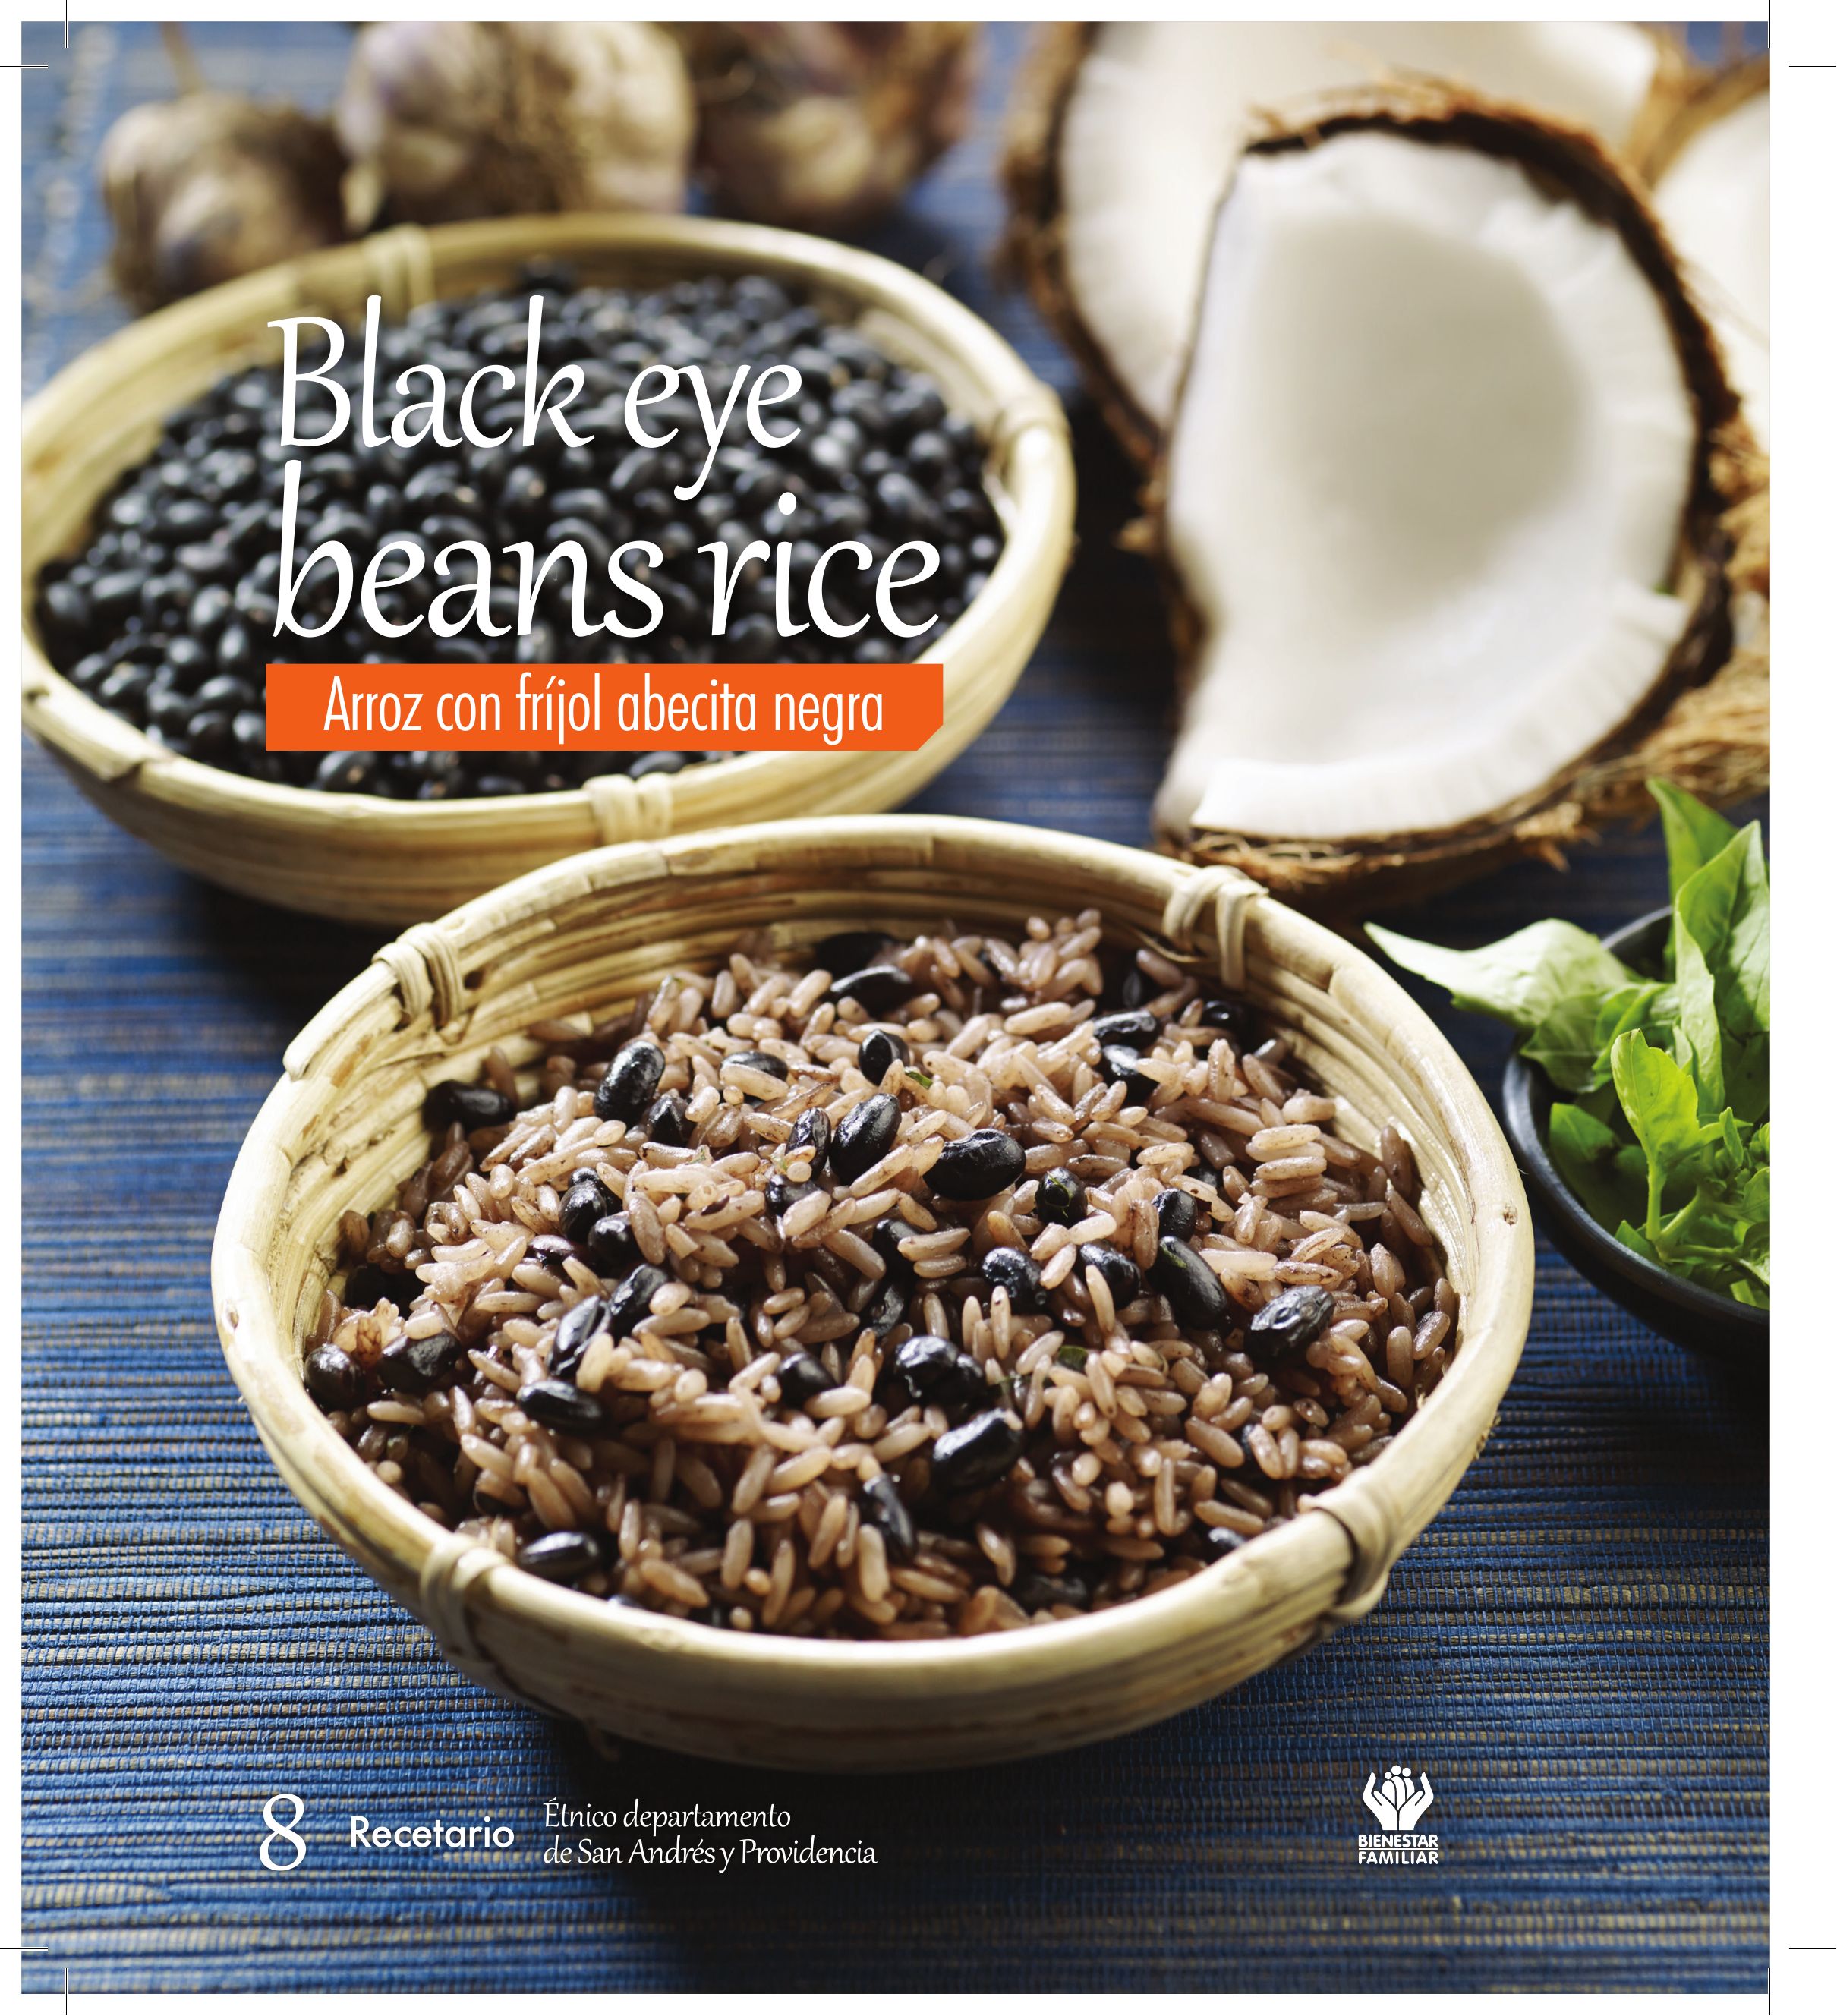 Black eye
beans rice
Arroz con fríjol abecita negra
8 Recetario
Étnico departamento
de San Andrés y Providencia
BIENESTAR
FAMILIAR